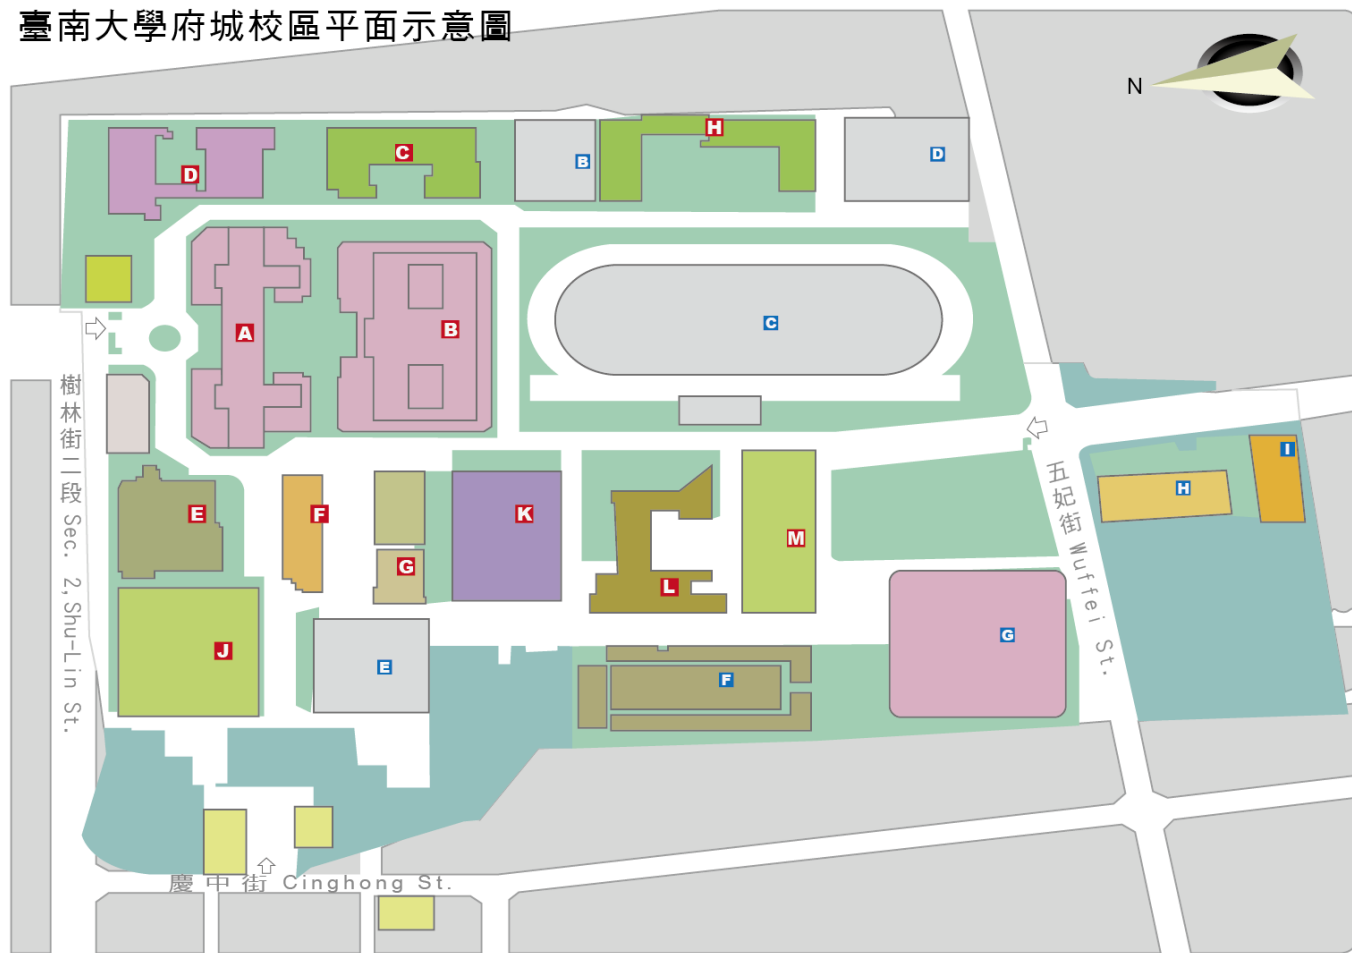 臺南大學府城校區平面示意圖
N
H
C
B
D
D
A
B
C
I
H
E
F
K
G
M
L
J
E
G
F
樹林街二段 Sec. 2,Shu-Lin St.
五妃街 Wuffei St.
慶中街 Cinghong St.